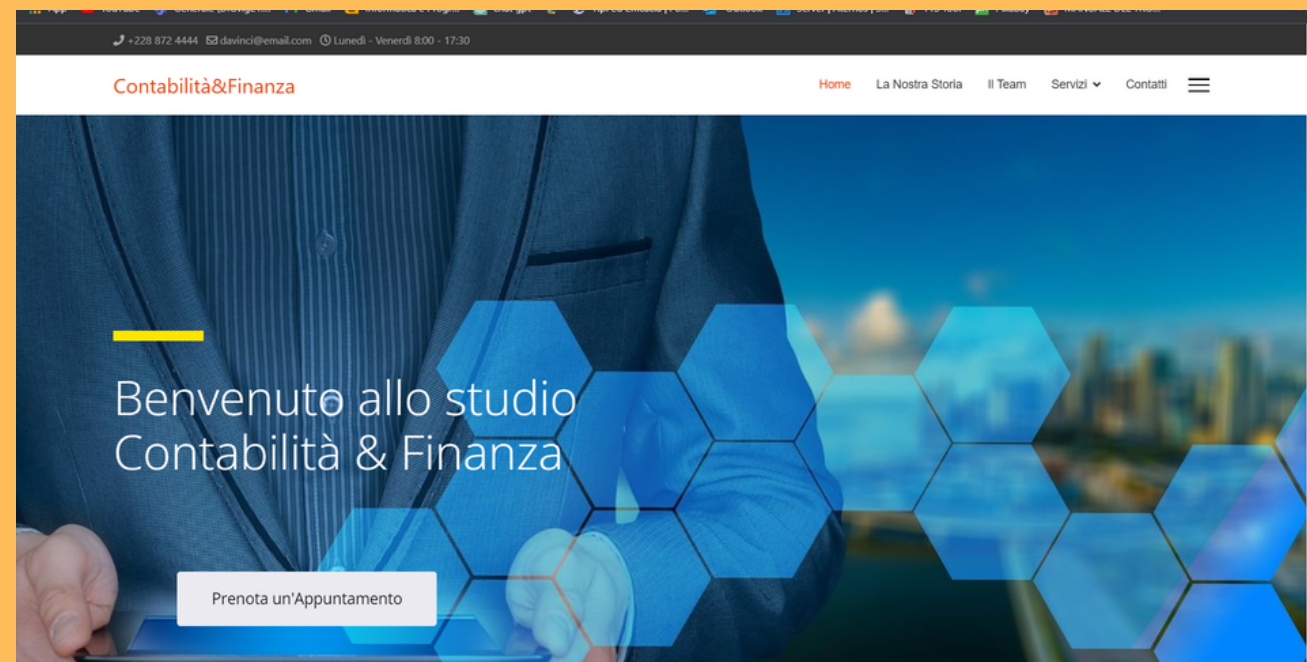 +228 872 4444 davinci@email.com Lunedì - Venerdì 8:00 - 17:30
Contabilità&Finanza
Home La Nostra Storia Il Team Servizi Contatti
Benvenuto allo studio
Contabilità & Finanza
Prenota un'Appuntamento